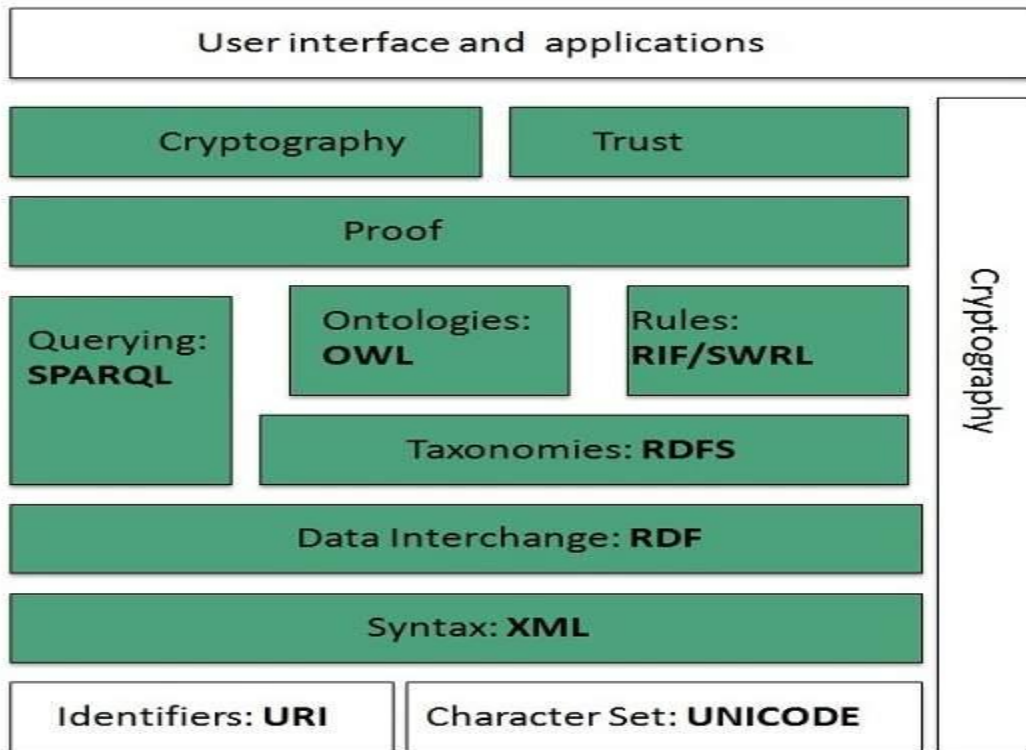 User interface and applications
Cryptography
Trust
Proof
Querying:
SPARQL
Ontologies:
OWL
Rules:
RIF/SWRL
Taxonomies: RDFS
Data Interchange: RDF
Syntax: XML
Identifiers: URI
Character Set: UNICODE
Cryptography